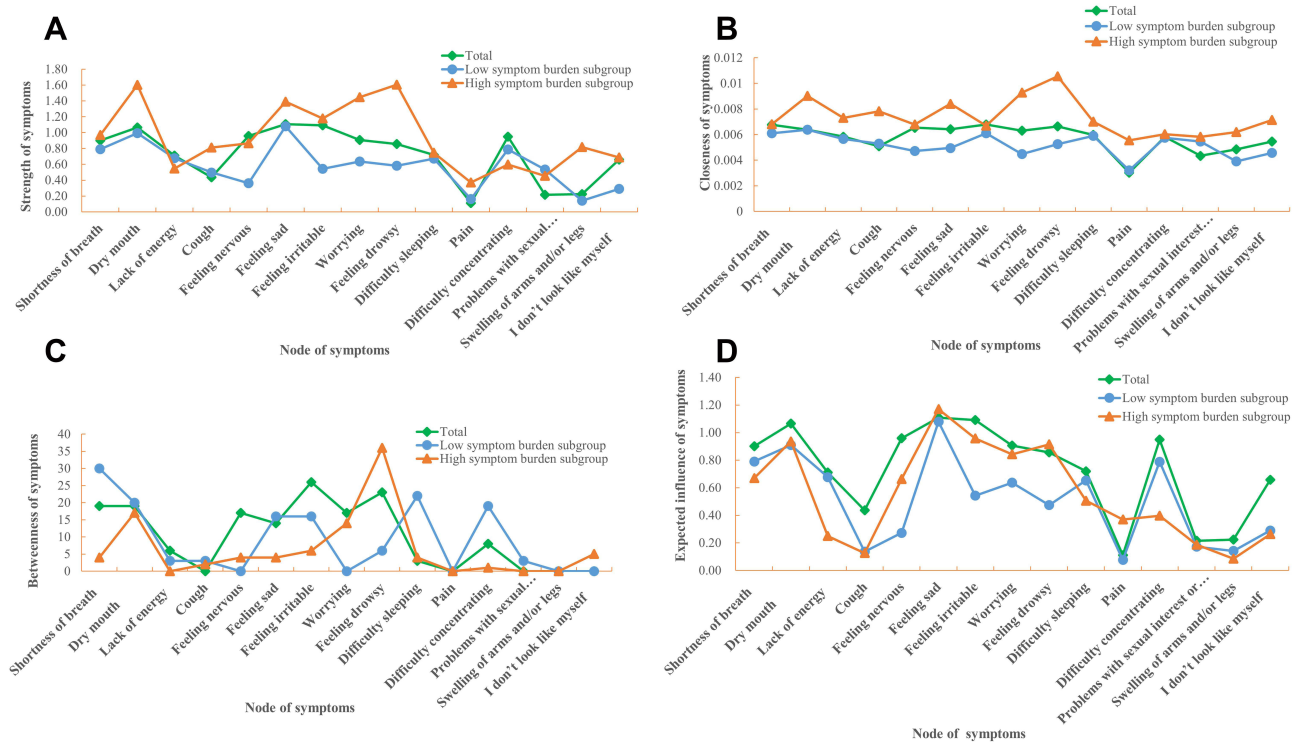 A
Total
Low symptom burden subgroup
High symptom burden subgroup
Strength of symptoms
1.80
1.60
1.40
1.20
1.00
0.80
0.60
0.40
0.20
0.00
Shortness of breath
Dry mouth
Lack of energy
Cough
Feeling nervous
Feeling sad
Feeling irritable
Worrying
Feeling drowsy
Difficulty sleeping
Pain
Difficulty concentrating
Problems with sexual…
Swelling of arms and/or legs
I don't look like myself
Node of symptoms
B
Total
Low symptom burden subgroup
High symptom burden subgroup
Closeness of symptoms
0.012
0.01
0.008
0.006
0.004
0.002
0
Shortness of breath
Dry mouth
Lack of energy
Cough
Feeling nervous
Feeling sad
Feeling irritable
Worrying
Feeling drowsy
Difficulty sleeping
Pain
Difficulty concentrating
Problems with sexual interest…
Swelling of arms and/or legs
I don't look like myself
Node of symptoms
C
Total
Low symptom burden subgroup
High symptom burden subgroup
Betweenness of symptoms
40
35
30
25
20
15
10
5
0
Shortness of breath
Dry mouth
Lack of energy
Cough
Feeling nervous
Feeling sad
Feeling irritable
Worrying
Feeling drowsy
Difficulty sleeping
Pain
Difficulty concentrating
Problems with sexual…
Swelling of arms and/or legs
I don't look like myself
Node of symptoms
D
Total
Low symptom burden subgroup
High symptom burden subgroup
Expected influence of symptoms
1.40
1.20
1.00
0.80
0.60
0.40
0.20
0.00
Shortness of breath
Dry mouth
Lack of energy
Cough
Feeling nervous
Feeling sad
Feeling irritable
Worrying
Feeling drowsy
Difficulty sleeping
Pain
Difficulty concentrating
Problems with sexual interest or…
Swelling of arms and/or legs
I don't look like myself
Node of symptoms